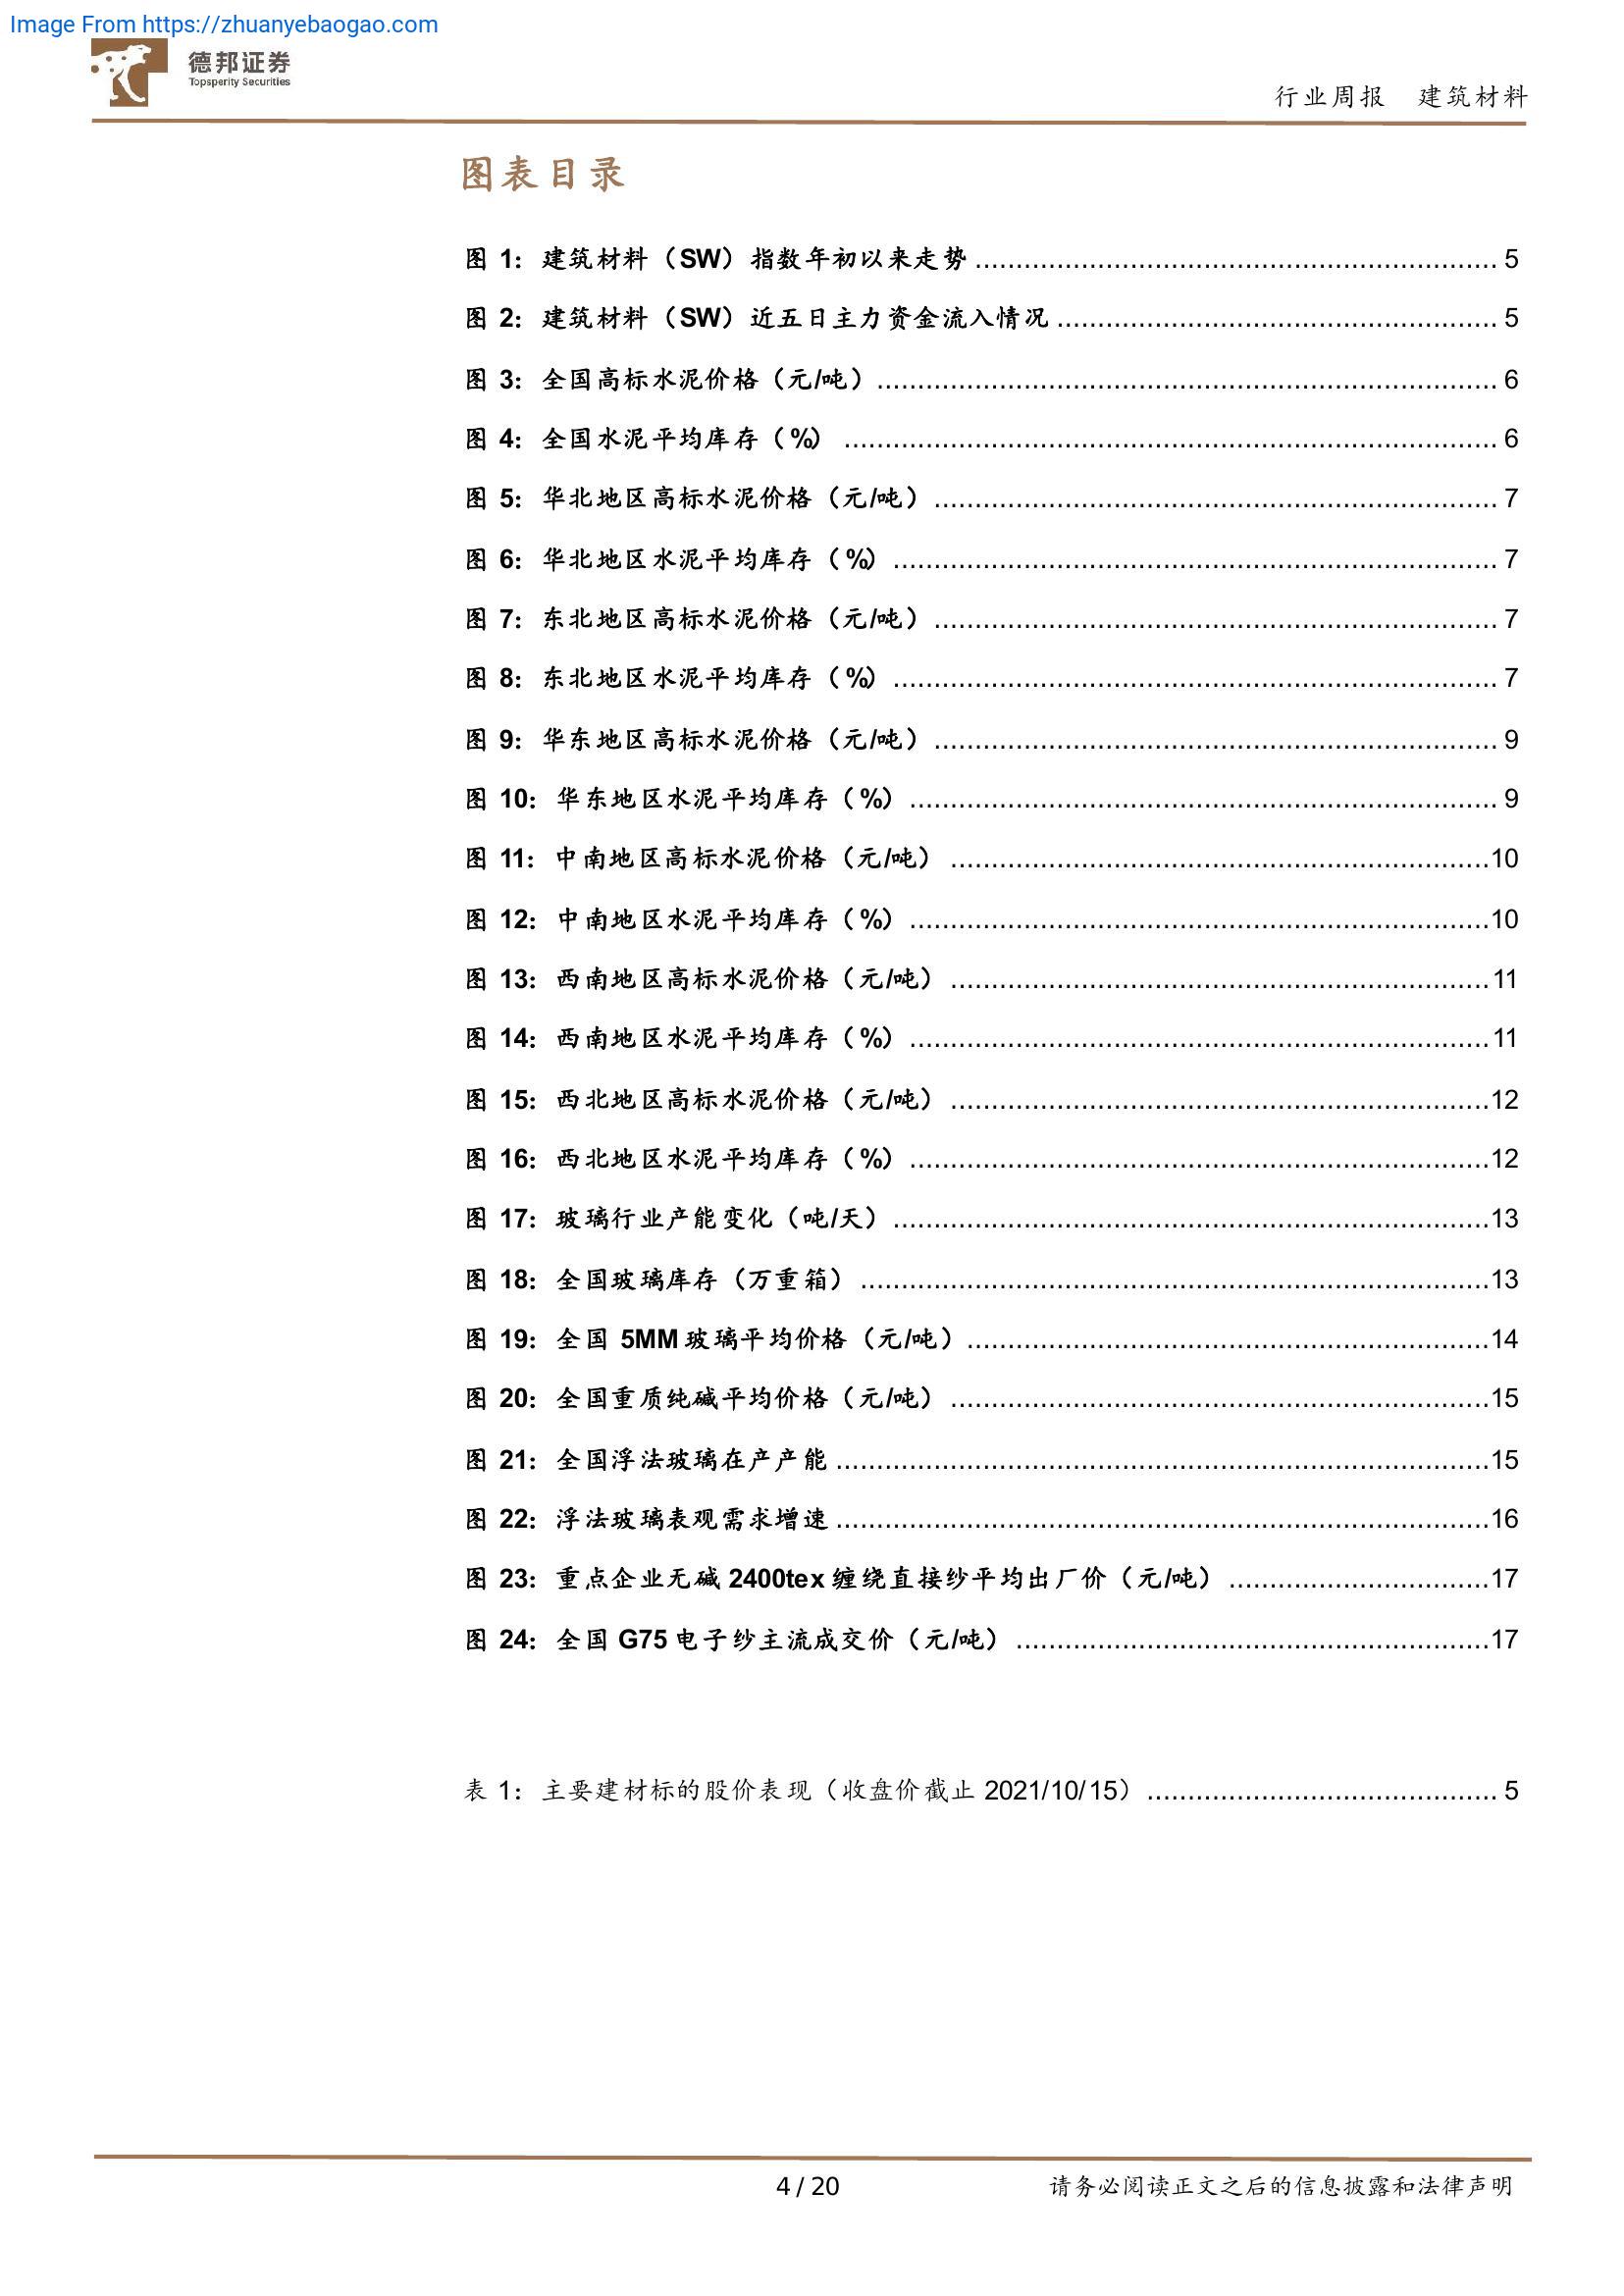 Image From https://zhuanyebaogao.com
德邦证券
Topsperity Securities
行业周报 建筑材料
图表目录
图 1：建筑材料（SW）指数年初以来走势 ................................................................ 5
图 2：建筑材料（SW）近五日主力资金流入情况 ...................................................... 5
图 3：全国高标水泥价格（元/吨） ............................................................................ 6
图 4：全国水泥平均库存（%） ................................................................................ 6
图 5：华北地区高标水泥价格（元/吨） ..................................................................... 7
图 6：华北地区水泥平均库存（%） .......................................................................... 7
图 7：东北地区高标水泥价格（元/吨） ..................................................................... 7
图 8：东北地区水泥平均库存（%） .......................................................................... 7
图 9：华东地区高标水泥价格（元/吨） ..................................................................... 9
图 10：华东地区水泥平均库存（%） ........................................................................ 9
图 11：中南地区高标水泥价格（元/吨） ..................................................................10
图 12：中南地区水泥平均库存（%） .......................................................................10
图 13：西南地区高标水泥价格（元/吨） ..................................................................11
图 14：西南地区水泥平均库存（%） .......................................................................11
图 15：西北地区高标水泥价格（元/吨） ..................................................................12
图 16：西北地区水泥平均库存（%） .......................................................................12
图 17：玻璃行业产能变化（吨/天） .........................................................................13
图 18：全国玻璃库存（万重箱） .............................................................................13
图 19：全国 5MM 玻璃平均价格（元/吨） ................................................................14
图 20：全国重质纯碱平均价格（元/吨） ..................................................................15
图 21：全国浮法玻璃在产产能 ................................................................................15
图 22：浮法玻璃表观需求增速 ................................................................................16
图 23：重点企业无碱 2400tex 缠绕直接纱平均出厂价（元/吨） ................................17
图 24：全国 G75 电子纱主流成交价（元/吨） ..........................................................17
表 1：主要建材标的股价表现（收盘价截止 2021/10/15） ........................................... 5
4 / 20
请务必阅读正文之后的信息披露和法律声明